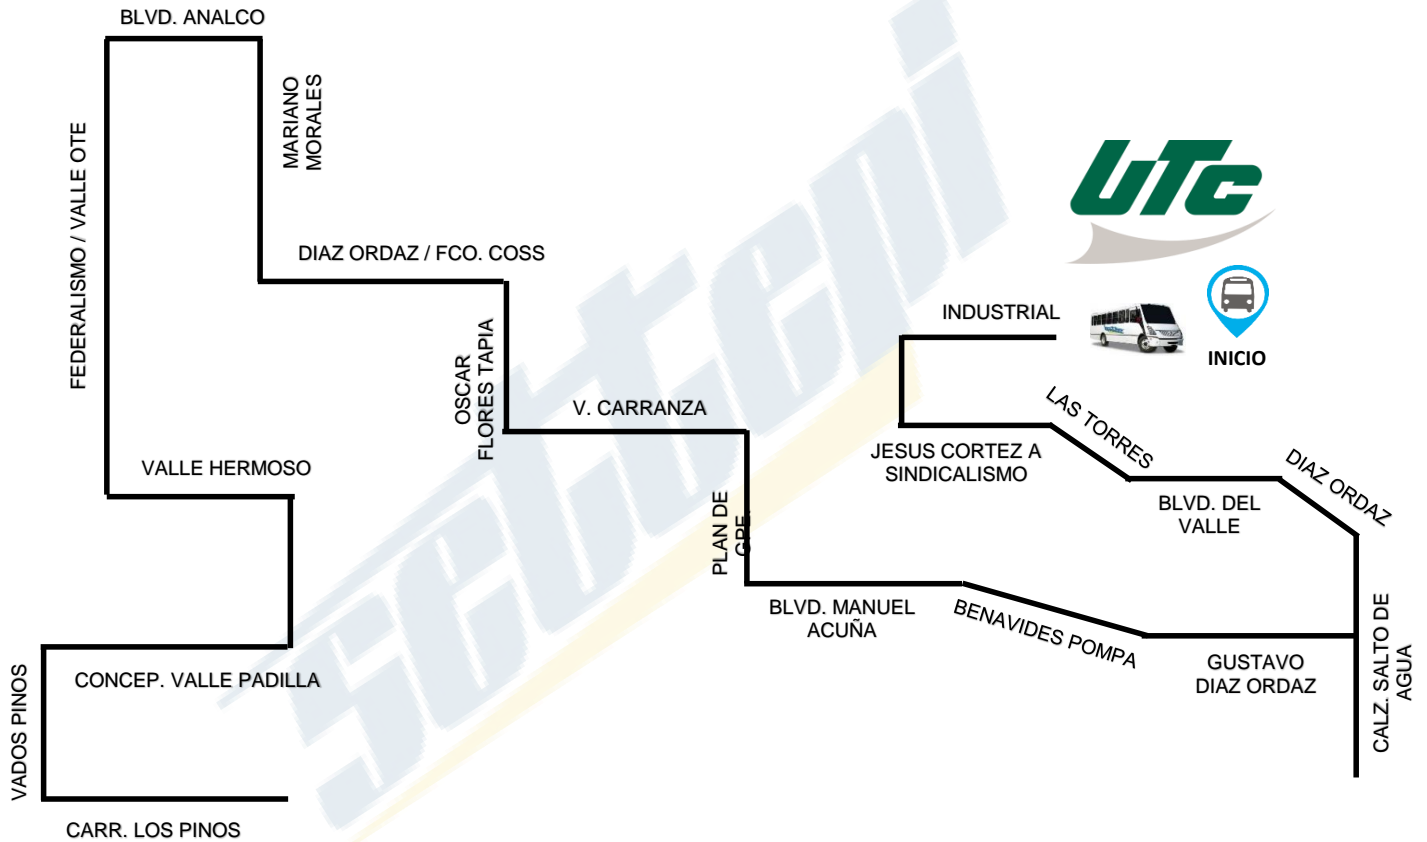 BLVD. ANALCO
MARIANO
MORALES
FEDERALISMO / VALLE OTE
DIAZ ORDAZ / FCO. COSS
OSCAR
FLORES TAPIA
V. CARRANZA
VALLE HERMOSO
PLAN DE
GPE.
CONCEP. VALLE PADILLA
VADOS PINOS
CARR. LOS PINOS
BLVD. MANUEL
ACUÑA
BENAVIDES POMPA
GUSTAVO
DIAZ ORDAZ
CALZ. SALTO DE
AGUA
DIAZ ORDAZ
BLVD. DEL
VALLE
LAS TORRES
JESUS CORTEZ A
SINDICALISMO
INDUSTRIAL
INICIO
UTC
setteni